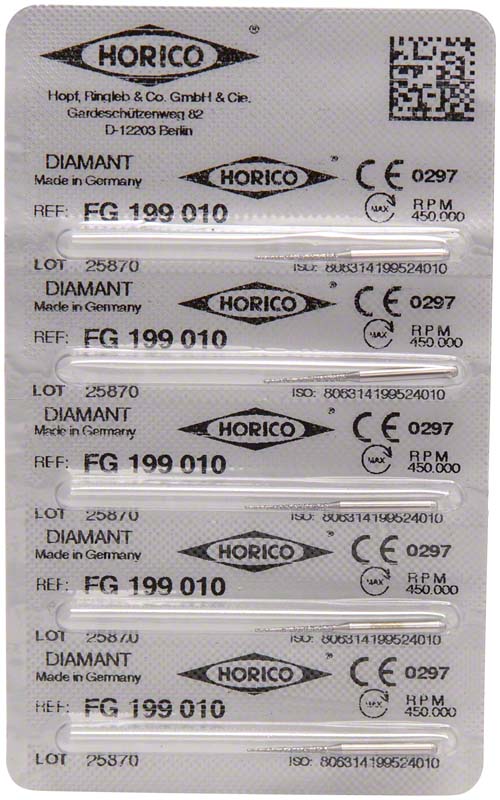 HORICO ®
Hopf, Ringleb & Co. GmbH & Cie.
Gardeschützenweg 82
D-12203 Berlin
DIAMANT HORICO ® CE 0297
Made in Germany
MAX RPM 450.000
REF: FG 199 010
LOT 25870 ISO: 806314199524010
DIAMANT HORICO ® CE 0297
Made in Germany
MAX RPM 450.000
REF: FG 199 010
LOT 25870 ISO: 806314199524010
DIAMANT HORICO ® CE 0297
Made in Germany
MAX RPM 450.000
REF: FG 199 010
LOT 25870 ISO: 806314199524010
DIAMANT HORICO ® CE 0297
Made in Germany
MAX RPM 450.000
REF: FG 199 010
LOT 25870 ISO: 806314199524010
DIAMANT HORICO ® CE 0297
Made in Germany
MAX RPM 450.000
REF: FG 199 010
LOT 25870 ISO: 806314199524010